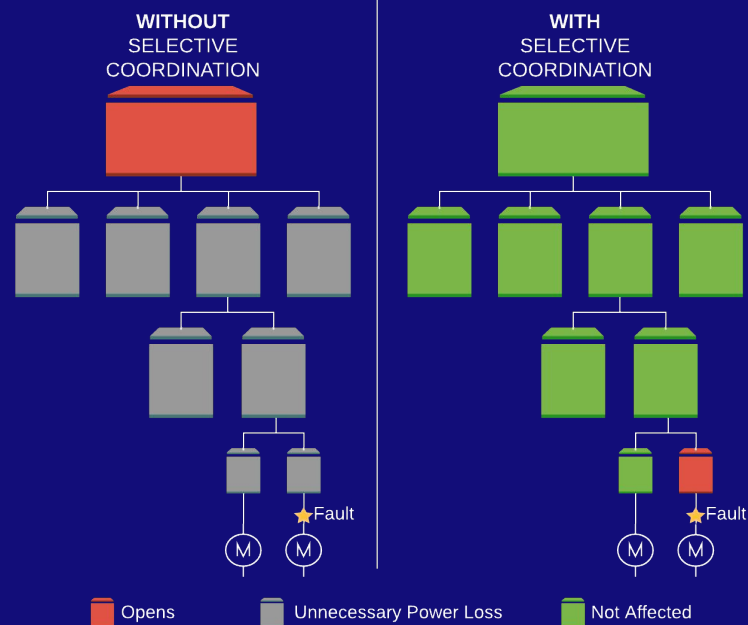 WITHOUT
SELECTIVE
COORDINATION
WITH
SELECTIVE
COORDINATION
Fault
M
M
Fault
M
M
Opens
Unnecessary Power Loss
Not Affected